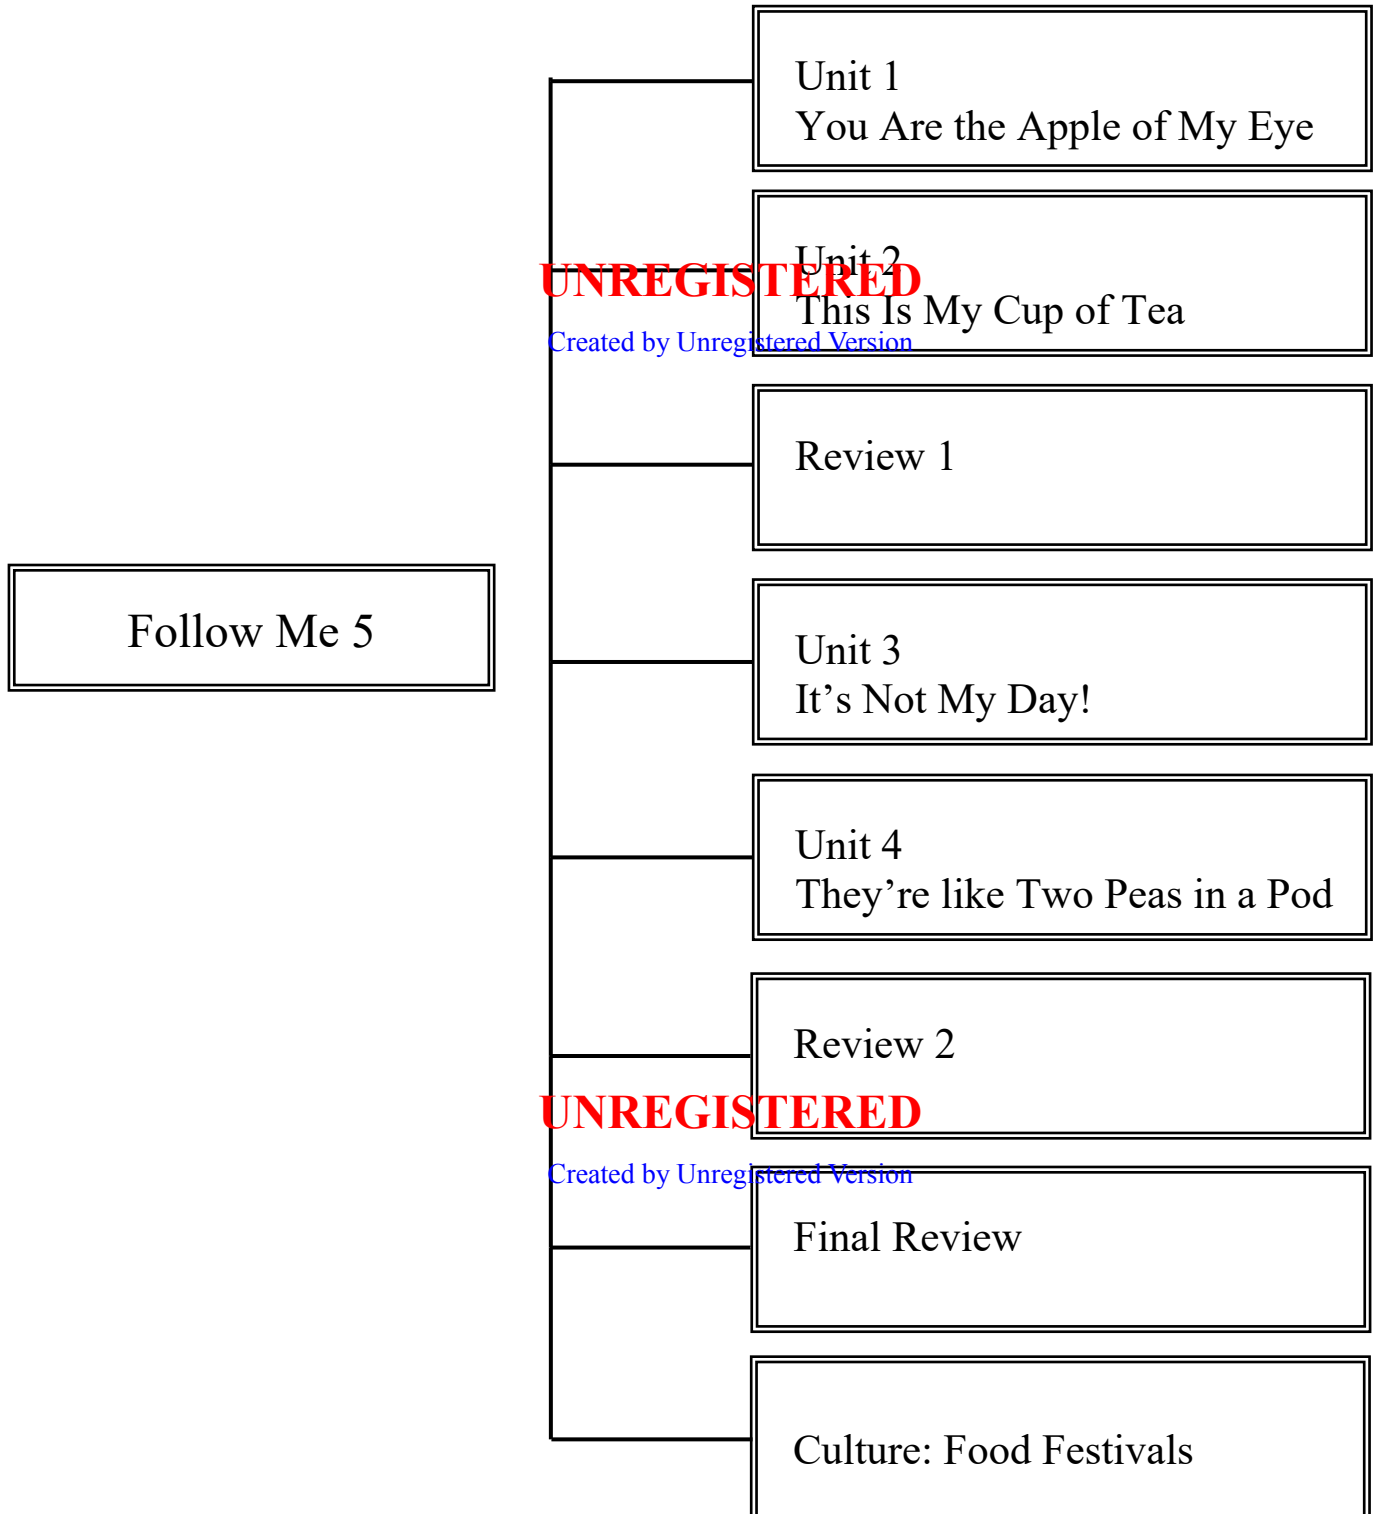 Unit 1
You Are the Apple of My Eye
Unit 2
UNREGISTERED
This Is My Cup of Tea
Created by Unregistered Version
Review 1
Follow Me 5
Unit 3
It’s Not My Day!
Unit 4
They’re like Two Peas in a Pod
Review 2
UNREGISTERED
Created by Unregistered Version
Final Review
Culture: Food Festivals